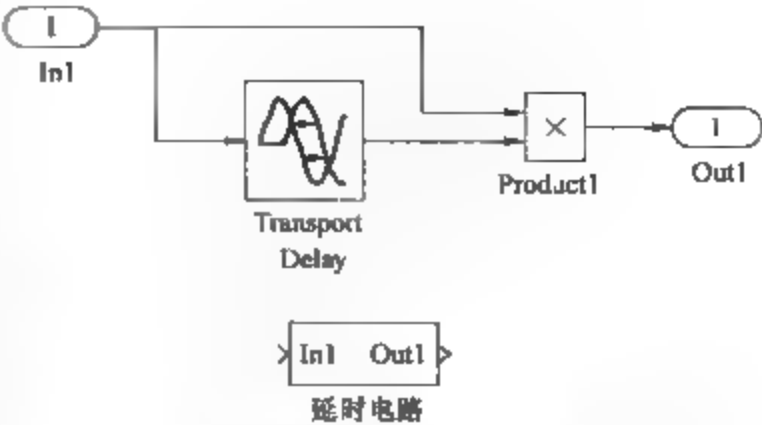 1
In1
Transport
Delay
×
Product1
1
Out1
In1 Out1
延时电路